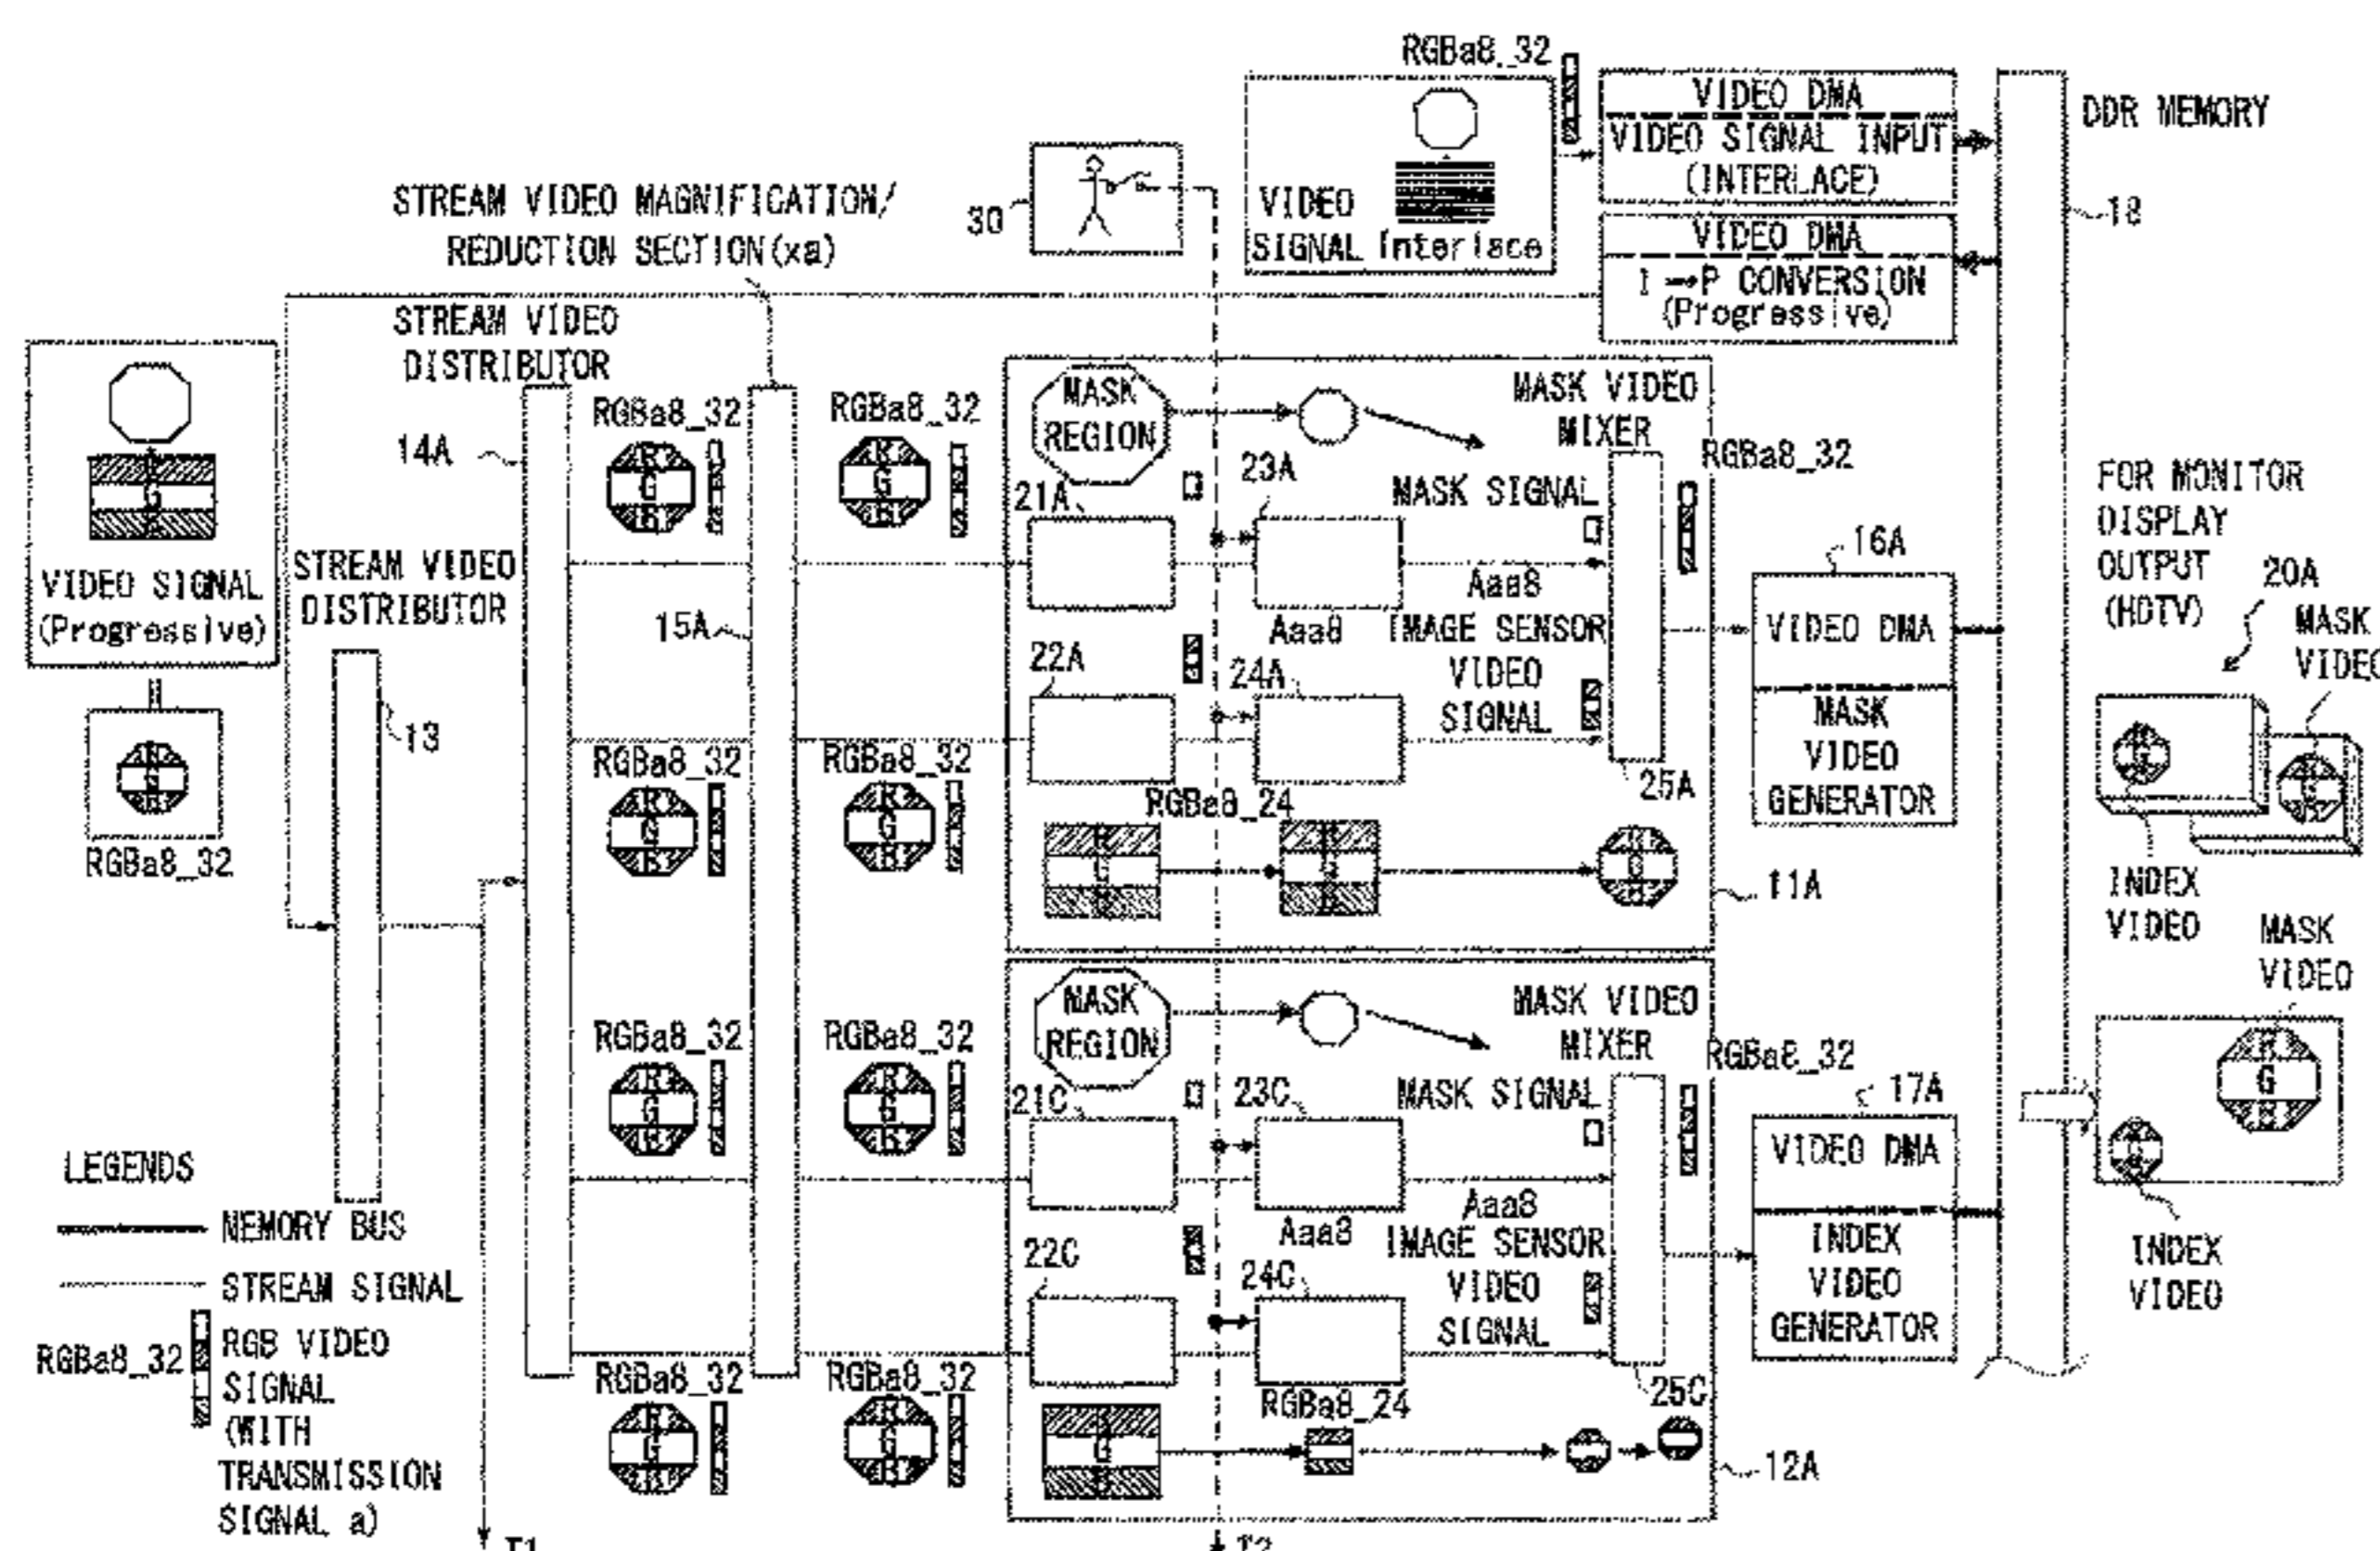 RGBa8_32
VIDEO DMA
VIDEO SIGNAL INPUT
(INTERLACE)
DDR MEMORY
18
VIDEO DMA
I → P CONVERSION
(Progressive)
VIDEO
SIGNAL Interlace
30
STREAM VIDEO MAGNIFICATION/
REDUCTION SECTION(xa)
STREAM VIDEO
DISTRIBUTOR
14A
R
G
B
VIDEO SIGNAL
(Progressive)
R
G
B
RGBa8_32
STREAM VIDEO
DISTRIBUTOR
13
RGBa8_32
R
G
B
RGBa8_32
R
G
B
15A
RGBa8_32
R
G
B
RGBa8_32
R
G
B
RGBa8_32
R
G
B
RGBa8_32
R
G
B
RGBa8_32
R
G
B
RGBa8_32
R
G
B
MASK
REGION
MASK VIDEO
MIXER
RGBa8_32
21A
23A
MASK SIGNAL
Aaa8
Aaa8
IMAGE SENSOR
VIDEO
SIGNAL
22A
24A
25A
RGBa8_24
R
G
B
R
G
B
R
G
B
11A
16A
VIDEO DMA
MASK
VIDEO
GENERATOR
FOR MONITOR
DISPLAY
OUTPUT
(HDTV)
20A
MASK
VIDEO
INDEX
VIDEO
MASK
VIDEO
R
G
B
INDEX
VIDEO
MASK
REGION
MASK VIDEO
MIXER
RGBa8_32
21C
23C
MASK SIGNAL
Aaa8
Aaa8
IMAGE SENSOR
VIDEO
SIGNAL
22C
24C
25C
RGBa8_24
R
G
B
12A
17A
VIDEO DMA
INDEX
VIDEO
GENERATOR
LEGENDS
MEMORY BUS
STREAM SIGNAL
RGBa8_32
RGB VIDEO
SIGNAL
(WITH
TRANSMISSION
SIGNAL a)